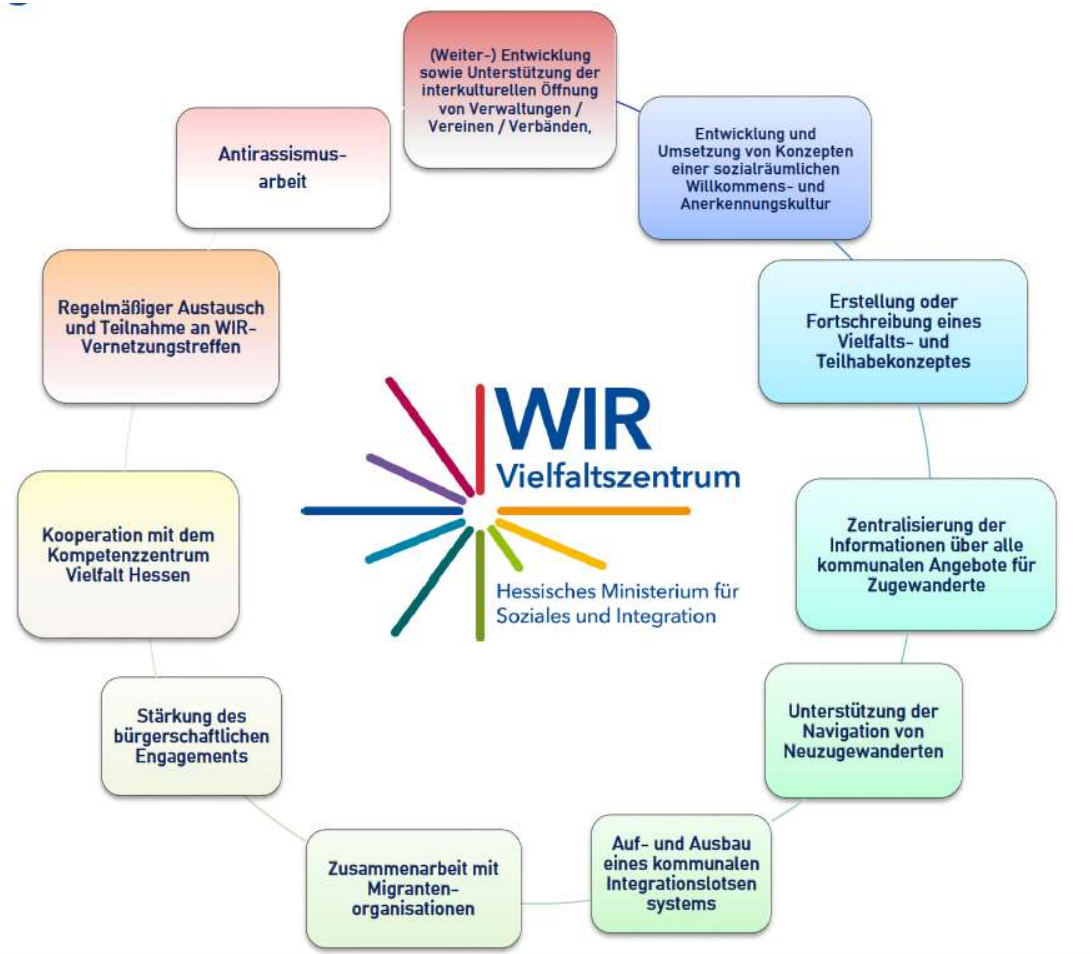 (Weiter-) Entwicklung
sowie Unterstützung der
interkulturellen Öffnung
von Verwaltungen /
Vereinen / Verbänden,
Entwicklung und
Umsetzung von Konzepten
einer sozialräumlichen
Willkommens- und
Anerkennungskultur
Erstellung oder
Fortschreibung eines
Vielfalts- und
Teilhabekonzeptes
Zentralisierung der
Informationen über alle
kommunalen Angebote für
Zugewanderte
Unterstützung der
Navigation von
Neuzugewanderten
Auf- und Ausbau
eines kommunalen
Integrationslotsen
systems
Zusammenarbeit mit
Migranten-
organisationen
Stärkung des
bürgerschaftlichen
Engagements
Kooperation mit dem
Kompetenzzentrum
Vielfalt Hessen
Regelmäßiger Austausch
und Teilnahme an WIR-
Vernetzungstreffen
Antirassismus-
arbeit
WIR
Vielfaltszentrum
Hessisches Ministerium für
Soziales und Integration